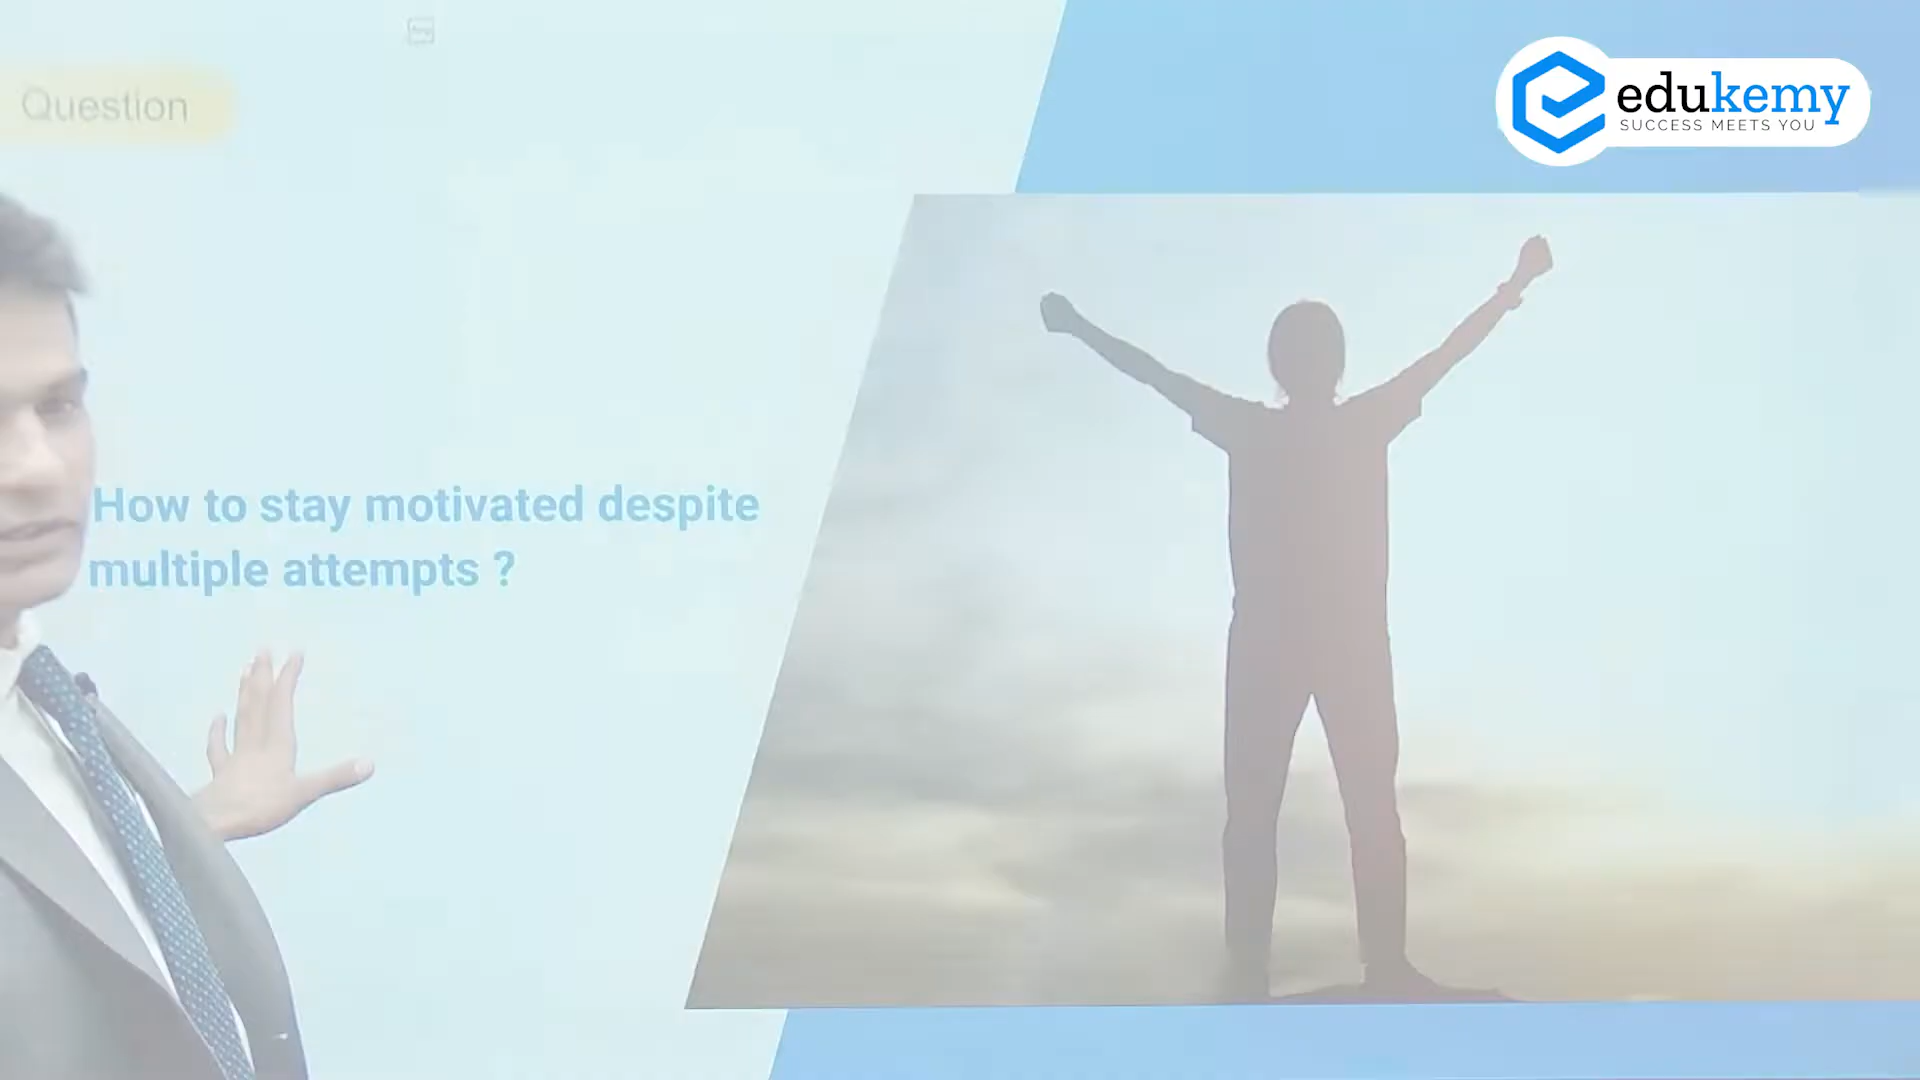 Question
edukemy
SUCCESS MEETS YOU
How to stay motivated despite
multiple attempts ?